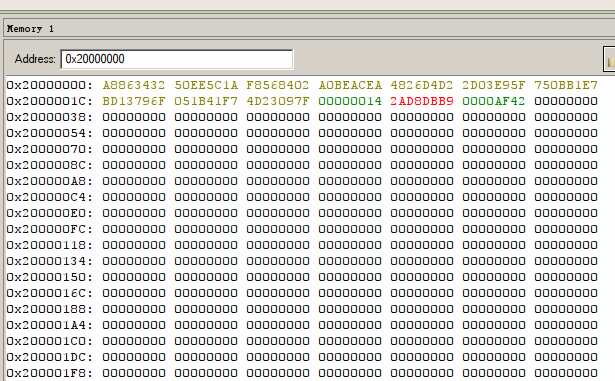 Memory 1
Address: 0x20000000
0x20000000: A8863432 50EE5C1A F8568402 A0BEACEA 4826D4D2 2D03E95F 750BB1E7
0x2000001C: BD13796F 051B41F7 4D23097F 00000014 2AD8DBB9 0000AF42 00000000
0x20000038: 00000000 00000000 00000000 00000000 00000000 00000000 00000000
0x20000054: 00000000 00000000 00000000 00000000 00000000 00000000 00000000
0x20000070: 00000000 00000000 00000000 00000000 00000000 00000000 00000000
0x2000008C: 00000000 00000000 00000000 00000000 00000000 00000000 00000000
0x200000A8: 00000000 00000000 00000000 00000000 00000000 00000000 00000000
0x200000C4: 00000000 00000000 00000000 00000000 00000000 00000000 00000000
0x200000E0: 00000000 00000000 00000000 00000000 00000000 00000000 00000000
0x200000FC: 00000000 00000000 00000000 00000000 00000000 00000000 00000000
0x20000118: 00000000 00000000 00000000 00000000 00000000 00000000 00000000
0x20000134: 00000000 00000000 00000000 00000000 00000000 00000000 00000000
0x20000150: 00000000 00000000 00000000 00000000 00000000 00000000 00000000
0x2000016C: 00000000 00000000 00000000 00000000 00000000 00000000 00000000
0x20000188: 00000000 00000000 00000000 00000000 00000000 00000000 00000000
0x200001A4: 00000000 00000000 00000000 00000000 00000000 00000000 00000000
0x200001C0: 00000000 00000000 00000000 00000000 00000000 00000000 00000000
0x200001DC: 00000000 00000000 00000000 00000000 00000000 00000000 00000000
0x200001F8: 00000000 00000000 00000000 00000000 00000000 00000000 00000000